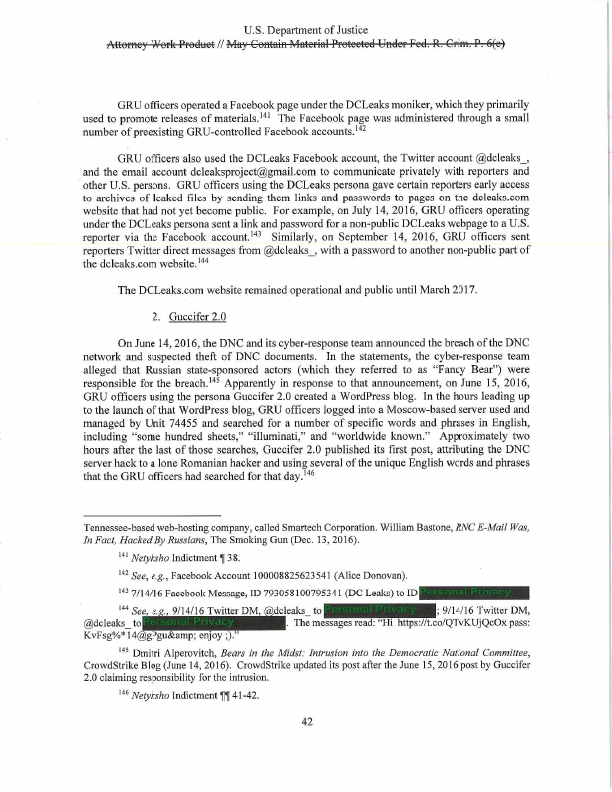 U.S. Department of Justice
Attorney Work Product // May Contain Material Protected Under Fed. R. Crim. P. 6(e)
GRU officers operated a Facebook page under the DCLeaks moniker, which they primarily
used to promote releases of materials.141 The Facebook page was administered through a small
number of preexisting GRU-controlled Facebook accounts.142
GRU officers also used the DCLeaks Facebook account, the Twitter account @dcleaks_,
and the email account dcleaksproject@gmail.com to communicate privately with reporters and
other U.S. persons. GRU officers using the DCLeaks persona gave certain reporters early access
to archives of leaked files by sending them links and passwords to pages on the dcleaks.com
website that had not yet become public. For example, on July 14, 2016, GRU officers operating
under the DCLeaks persona sent a link and password for a non-public DCLeaks webpage to a U.S.
reporter via the Facebook account.143 Similarly, on September 14, 2016, GRU officers sent
reporters Twitter direct messages from @dcleaks_, with a password to another non-public part of
the dcleaks.com website.144
The DCLeaks.com website remained operational and public until March 2017.
2. Guccifer 2.0
On June 14, 2016, the DNC and its cyber-response team announced the breach of the DNC
network and suspected theft of DNC documents. In the statements, the cyber-response team
alleged that Russian state-sponsored actors (which they referred to as “Fancy Bear”) were
responsible for the breach.145 Apparently in response to that announcement, on June 15, 2016,
GRU officers using the persona Guccifer 2.0 created a WordPress blog. In the hours leading up
to the launch of that WordPress blog, GRU officers logged into a Moscow-based server used and
managed by Unit 74455 and searched for a number of specific words and phrases in English,
including “some hundred sheets,” “illuminati,” and “worldwide known.” Approximately two
hours after the last of those searches, Guccifer 2.0 published its first post, attributing the DNC
server hack to a lone Romanian hacker and using several of the unique English words and phrases
that the GRU officers had searched for that day.146
Tennessee-based web-hosting company, called Smartech Corporation. William Bastone, RNC E-Mail Was,
In Fact, Hacked By Russians, The Smoking Gun (Dec. 13, 2016).
141 Netyksho Indictment ¶ 38.
142 See, e.g., Facebook Account 100008825623541 (Alice Donovan).
143 7/14/16 Facebook Message, ID 793058100795341 (DC Leaks) to ID Personal Privacy
144 See, e.g., 9/14/16 Twitter DM, @dcleaks_ to Personal Privacy ; 9/14/16 Twitter DM,
@dcleaks_ to Personal Privacy . The messages read: “Hi https://t.co/QTvKUjQcOx pass:
KvFsg%*14@g?gu&amp; enjoy ;).”
145 Dmitri Alperovitch, Bears in the Midst: Intrusion into the Democratic National Committee,
CrowdStrike Blog (June 14, 2016). CrowdStrike updated its post after the June 15, 2016 post by Guccifer
2.0 claiming responsibility for the intrusion.
146 Netyksho Indictment ¶¶ 41-42.
42